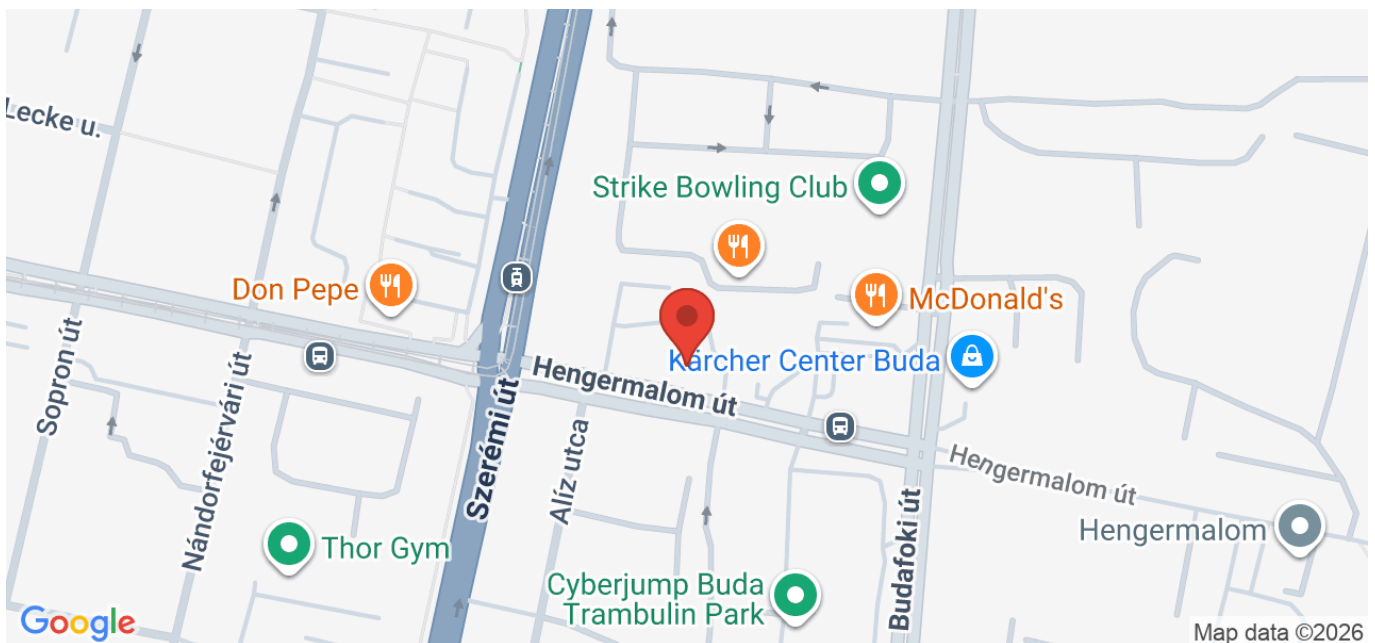 Lecke u.
Strike Bowling Club
Don Pepe
McDonald's
Kärcher Center Buda
Hengermalom út
Sopron út
Nándorfejérvári út
Szerémi út
Alíz utca
Hengermalom út
Budafoki út
Hengermalom
Thor Gym
Cyberjump Buda
Trambulin Park
Google
Map data ©2026